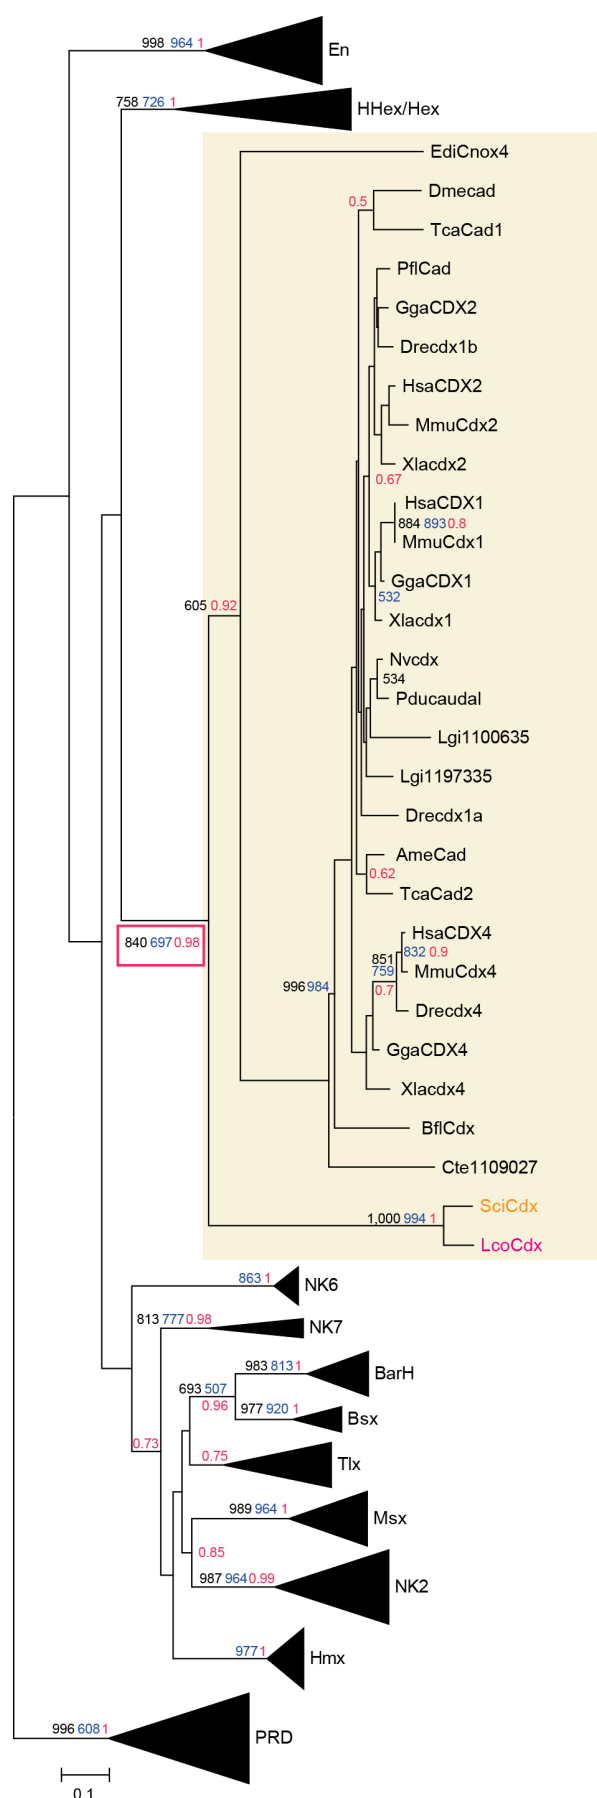 998 964 1
En
758 726 1
HHex/Hex
EdiCnox4
Dmecad
0.5
TcaCad1
PflCad
GgaCDX2
Drecdx1b
HsaCDX2
MmuCdx2
Xlacdx2
0.67
HsaCDX1
884 893 0.8
MmuCdx1
GgaCDX1
532
605 0.92
Xlacdx1
Nvcdx
534
Pducaudal
Lgi1100635
Lgi1197335
Drecdx1a
AmeCad
0.62
TcaCad2
HsaCDX4
840 697 0.98
832 0.9
851
759
MmuCdx4
996 984
0.7
Drecdx4
GgaCDX4
Xlacdx4
BflCdx
Cte1109027
SciCdx
1,000 994 1
LcoCdx
863 1
NK6
813 777 0.98
NK7
983 813 1
BarH
693 507
0.96
977 920 1
Bsx
0.73
0.75
Tlx
989 964 1
Msx
0.85
987 964 0.99
NK2
977 1
Hmx
996 608 1
PRD
0.1